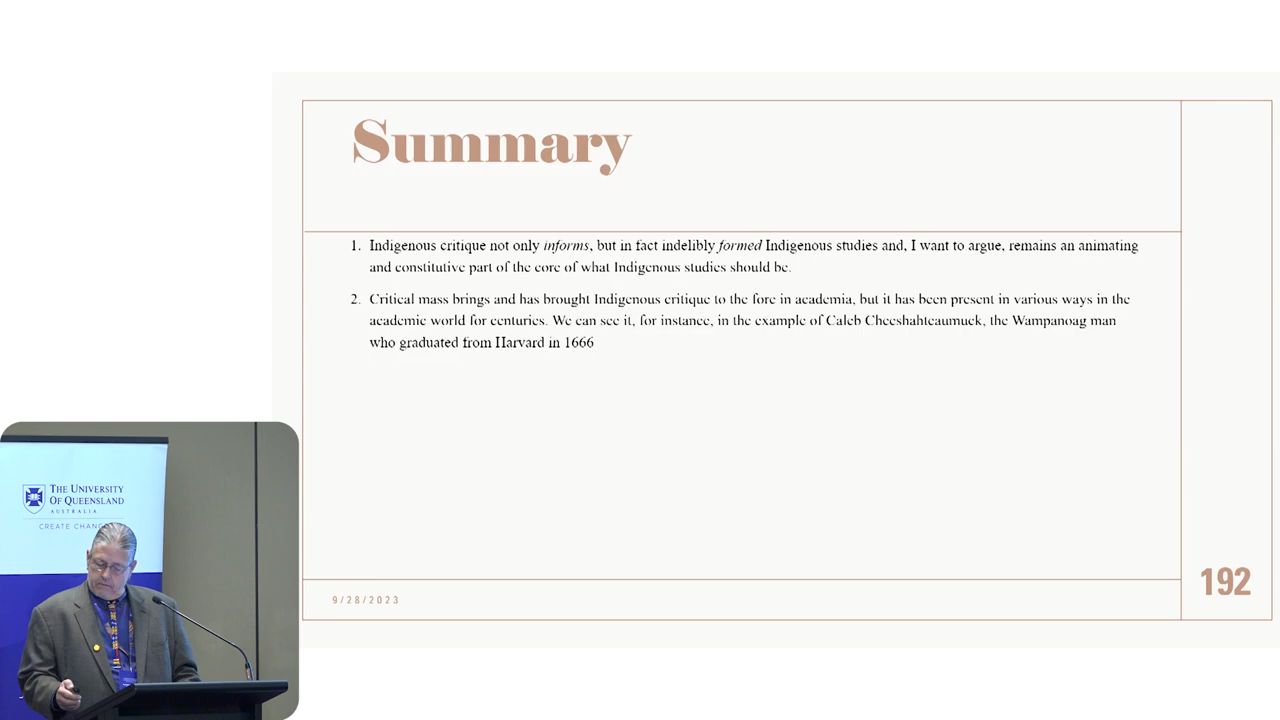 Summary
1. Indigenous critique not only informs, but in fact indelibly formed Indigenous studies and, I want to argue, remains an animating
and constitutive part of the core of what Indigenous studies should be.
2. Critical mass brings and has brought Indigenous critique to the fore in academia, but it has been present in various ways in the
academic world for centuries. We can see it, for instance, in the example of Caleb Cheeshahteaumuck, the Wampanoag man
who graduated from Harvard in 1666
9/28/2023
192
THE UNIVERSITY
OF QUEENSLAND
AUSTRALIA
CREATE CHANG